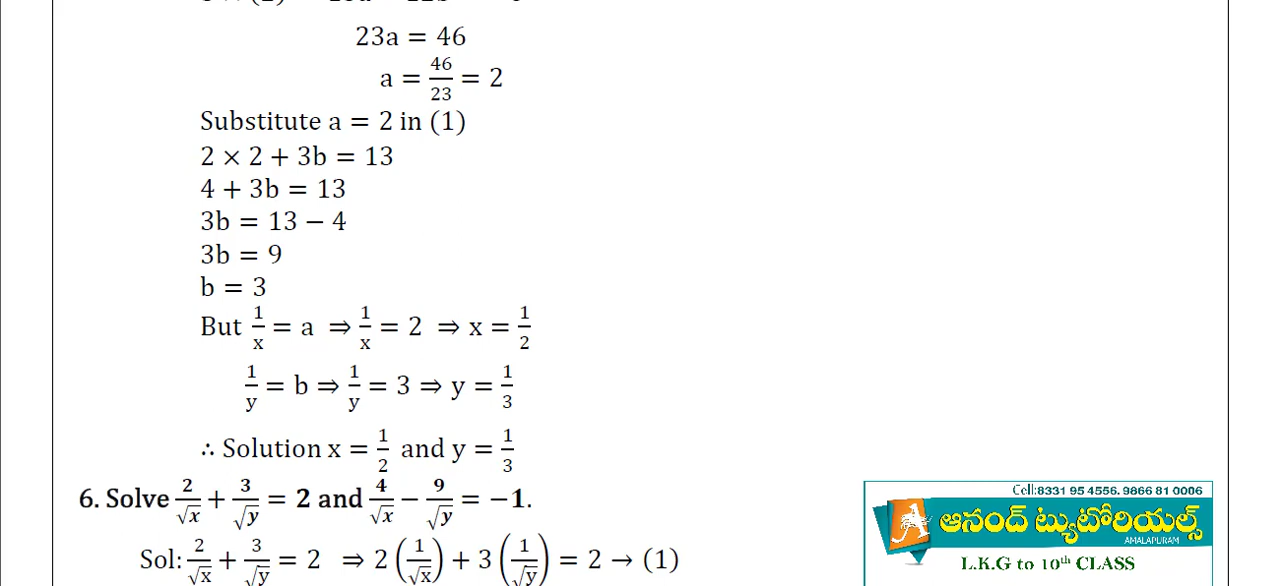 23a = 46
a = 46/23 = 2
Substitute a = 2 in (1)
2 × 2 + 3b = 13
4 + 3b = 13
3b = 13 − 4
3b = 9
b = 3
But 1/x = a ⇒ 1/x = 2 ⇒ x = 1/2
1/y = b ⇒ 1/y = 3 ⇒ y = 1/3
∴ Solution x = 1/2 and y = 1/3
6. Solve 2/√x + 3/√y = 2 and 4/√x − 9/√y = −1.
Sol: 2/√x + 3/√y = 2 ⇒ 2(1/√x) + 3(1/√y) = 2 → (1)
Cell:8331 95 4556. 9866 81 0006
ఆనంద్ ట్యుటోరియల్స్
AMALAPURAM
L.K.G to 10th CLASS